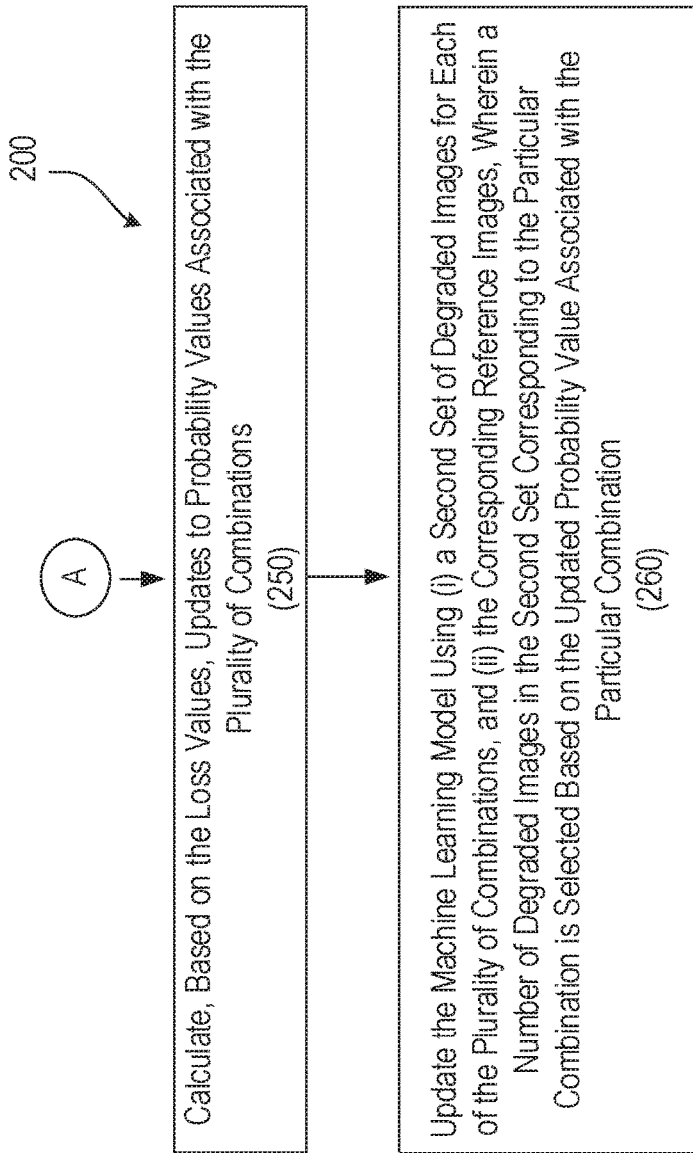 200
A
Calculate, Based on the Loss Values, Updates to Probability Values Associated with the
Plurality of Combinations
(250)
Update the Machine Learning Model Using (i) a Second Set of Degraded Images for Each
of the Plurality of Combinations, and (ii) the Corresponding Reference Images, Wherein a
Number of Degraded Images in the Second Set Corresponding to the Particular
Combination is Selected Based on the Updated Probability Value Associated with the
Particular Combination
(260)